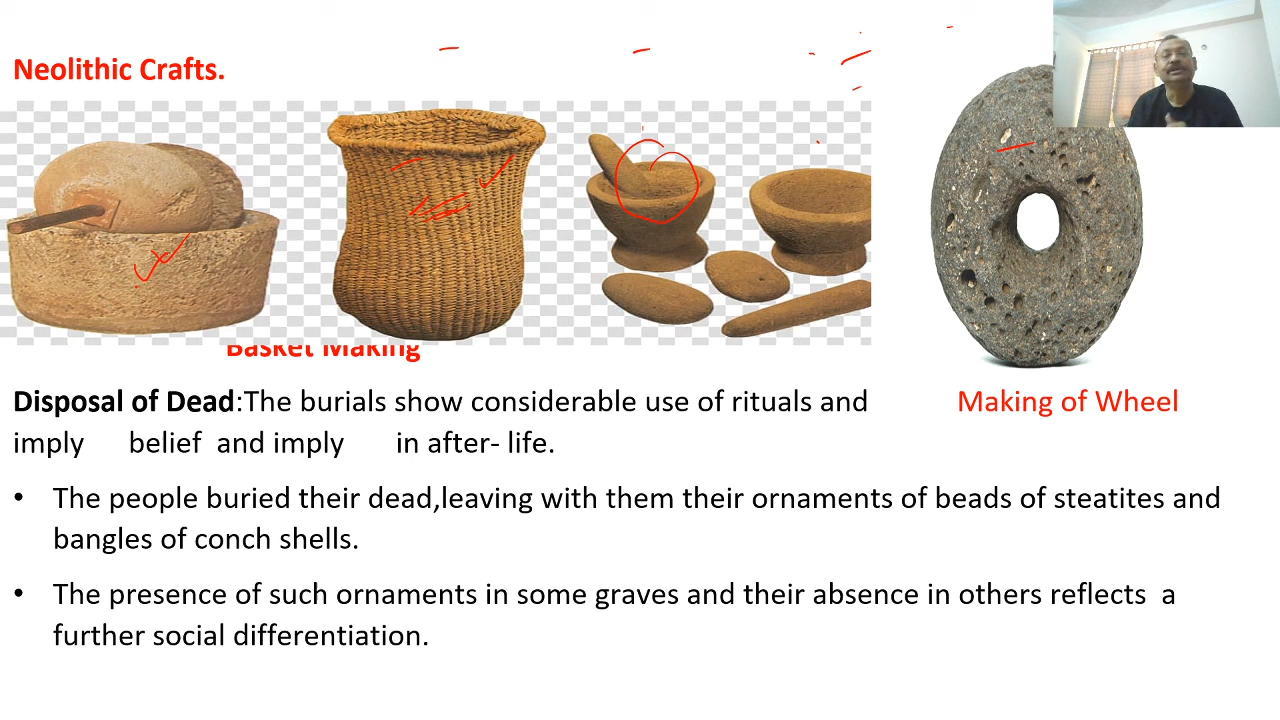 Neolithic Crafts.
Basket Making
Disposal of Dead:The burials show considerable use of rituals and
imply belief and imply in after- life.
Making of Wheel
• The people buried their dead,leaving with them their ornaments of beads of steatites and
bangles of conch shells.
• The presence of such ornaments in some graves and their absence in others reflects a
further social differentiation.